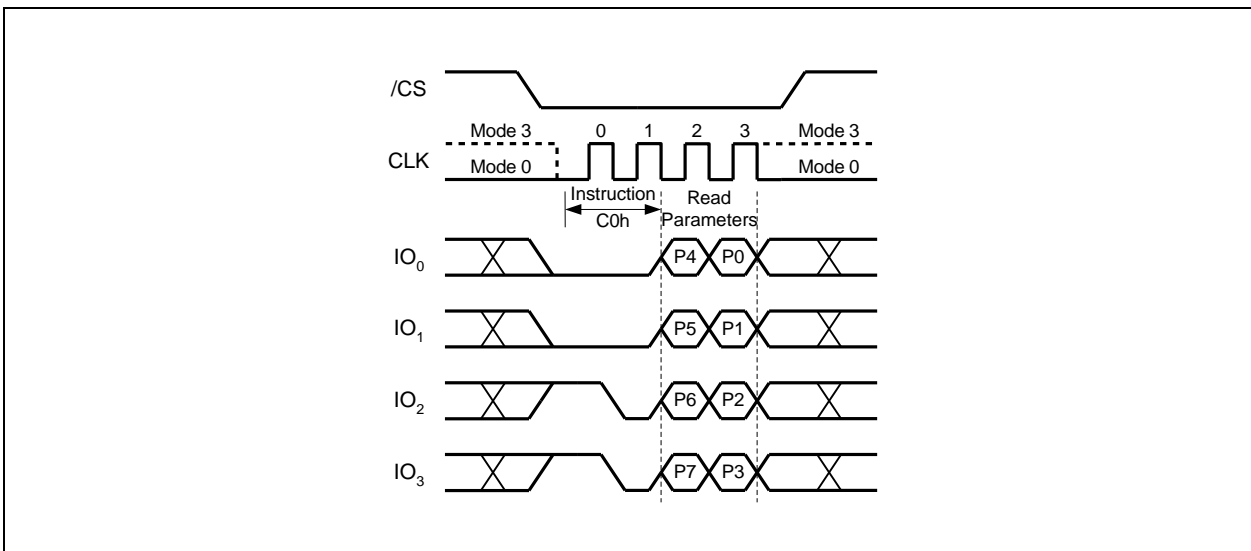 /CS
Mode 3 0 1 2 3 Mode 3
CLK
Mode 0 Mode 0
Instruction Read
C0h Parameters
IO0 P4 P0
IO1 P5 P1
IO2 P6 P2
IO3 P7 P3